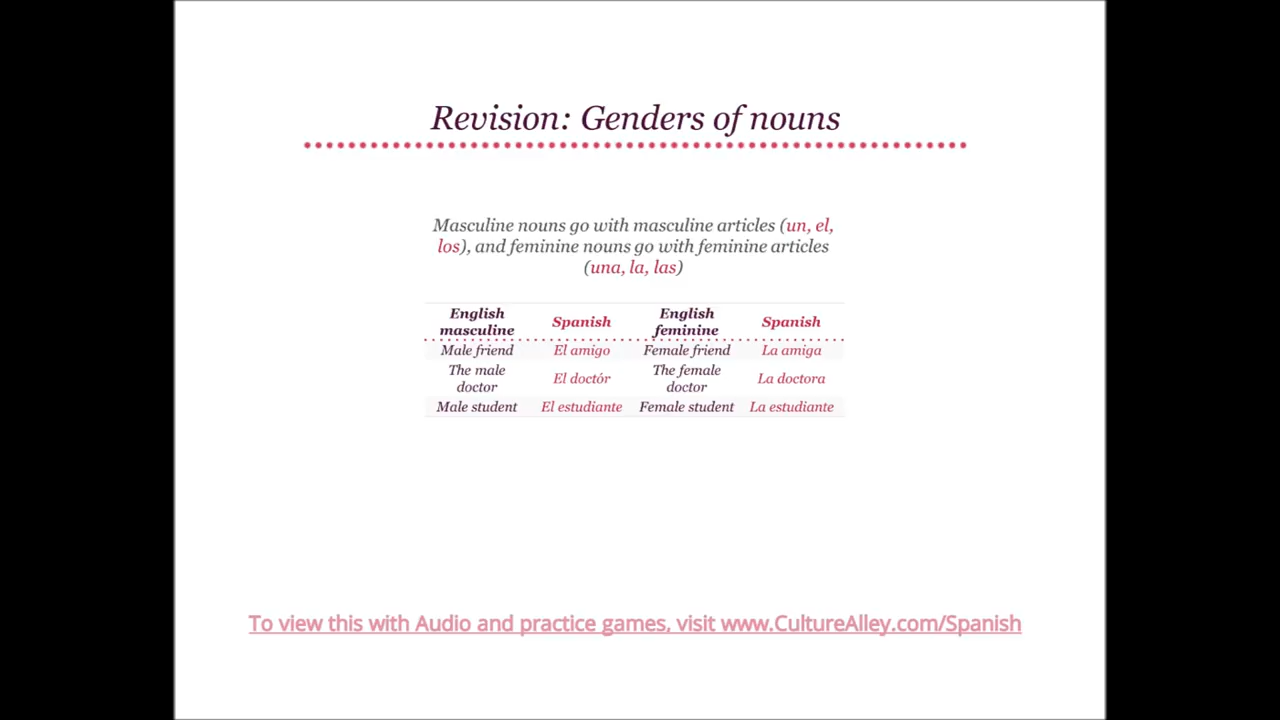 Revision: Genders of nouns
Masculine nouns go with masculine articles (un, el,
los), and feminine nouns go with feminine articles
(una, la, las)
English masculine Spanish English feminine Spanish
Male friend El amigo Female friend La amiga
The male doctor El doctór The female doctor La doctora
Male student El estudiante Female student La estudiante
To view this with Audio and practice games, visit www.CultureAlley.com/Spanish